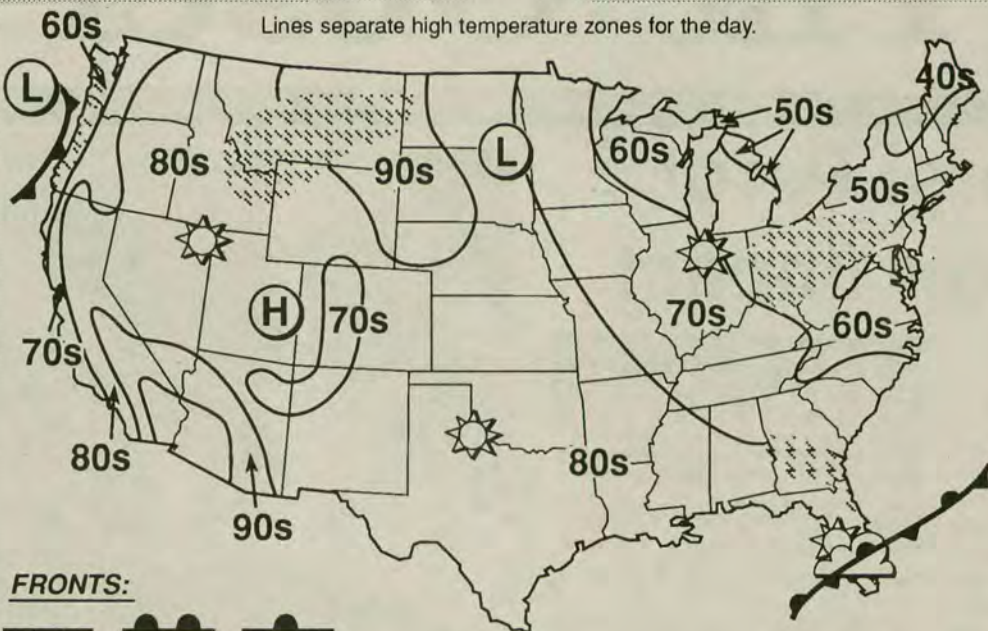 Lines separate high temperature zones for the day.
60s
L
40s
50s
80s
90s
L
60s
50s
H
70s
70s
60s
70s
80s
80s
90s
FRONTS: